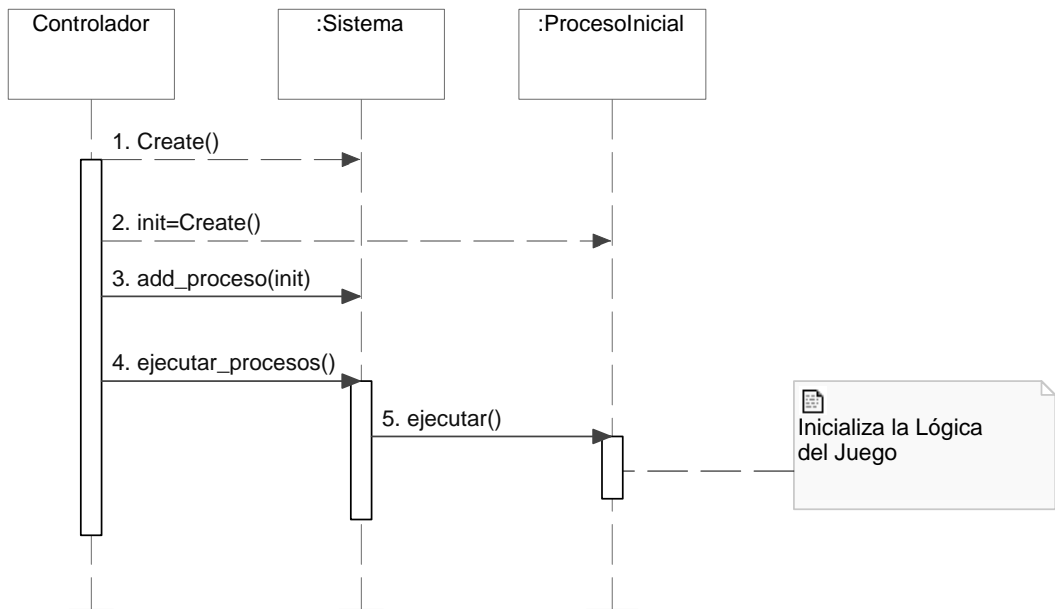 Controlador
:Sistema
:ProcesoInicial
1. Create()
2. init=Create()
3. add_proceso(init)
4. ejecutar_procesos()
5. ejecutar()
Inicializa la Lógica
del Juego